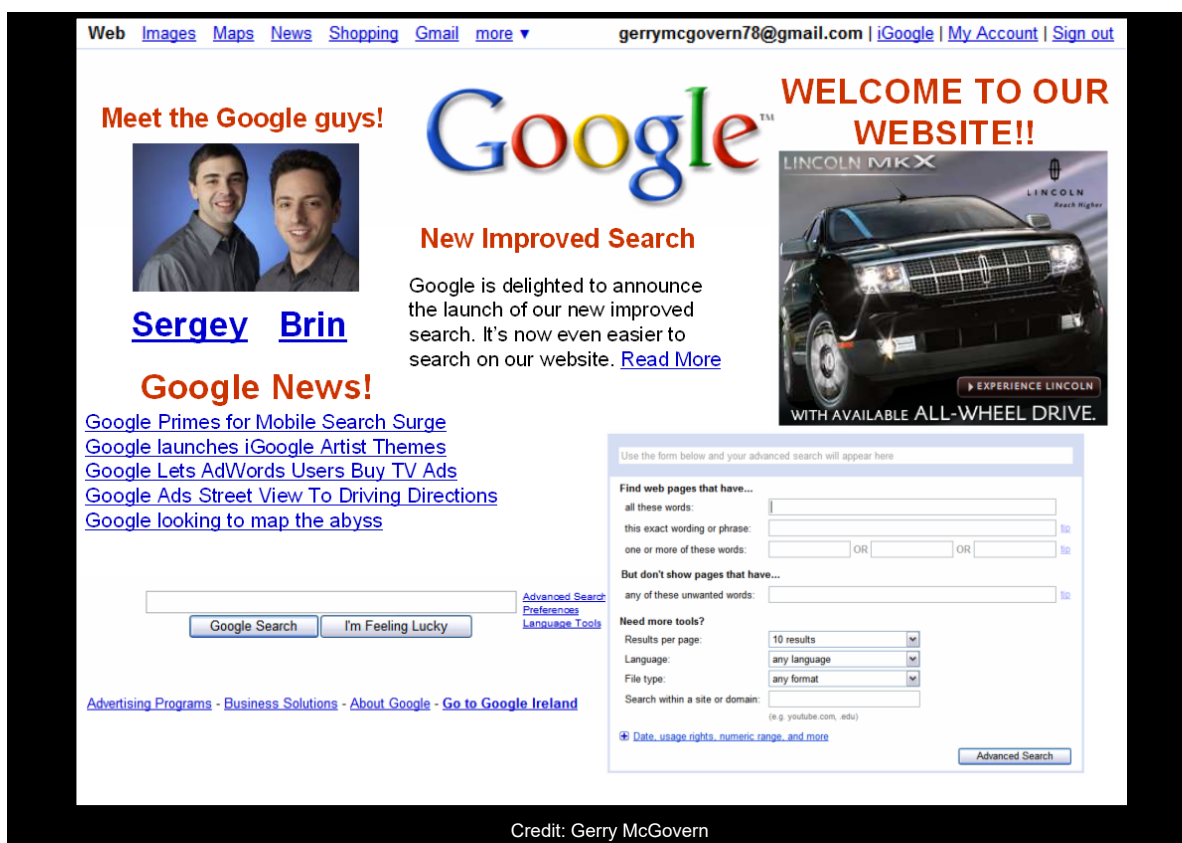 Web Images Maps News Shopping Gmail more ▼
gerrymcgovern78@gmail.com | iGoogle | My Account | Sign out
Meet the Google guys!
Sergey Brin
Google News!
Google Primes for Mobile Search Surge
Google launches iGoogle Artist Themes
Google Lets AdWords Users Buy TV Ads
Google Ads Street View To Driving Directions
Google looking to map the abyss
Google™
New Improved Search
Google is delighted to announce
the launch of our new improved
search. It's now even easier to
search on our website. Read More
WELCOME TO OUR
WEBSITE!!
LINCOLN MKX
LINCOLN
Reach Higher
EXPERIENCE LINCOLN
WITH AVAILABLE ALL-WHEEL DRIVE.
Google Search I'm Feeling Lucky
Advanced Search
Preferences
Language Tools
Advertising Programs - Business Solutions - About Google - Go to Google Ireland
Use the form below and your advanced search will appear here
Find web pages that have...
all these words:
this exact wording or phrase: tip
one or more of these words: OR OR tip
But don't show pages that have...
any of these unwanted words: tip
Need more tools?
Results per page: 10 results
Language: any language
File type: any format
Search within a site or domain:
(e.g. youtube.com, .edu)
Date, usage rights, numeric range, and more
Advanced Search
Credit: Gerry McGovern